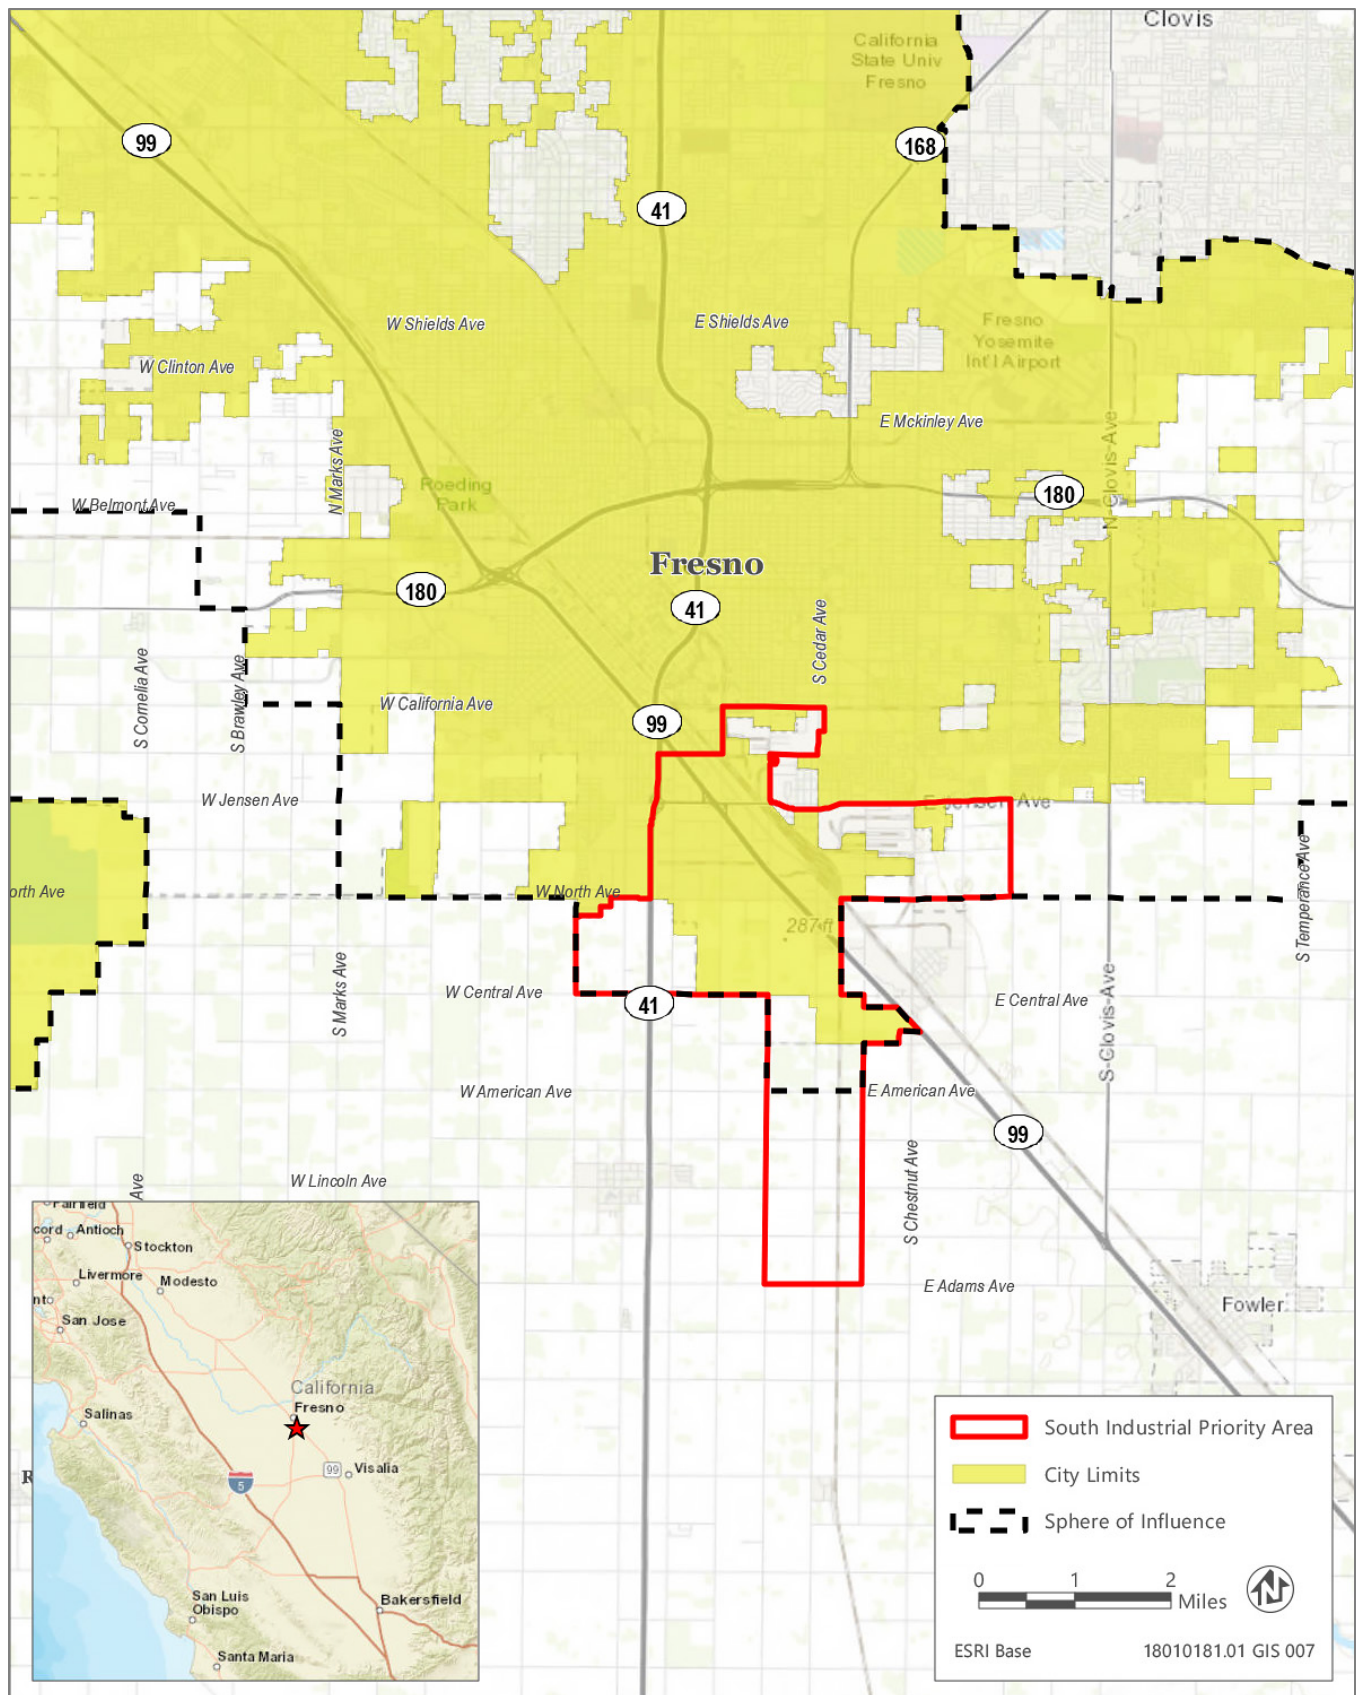 Clovis
California
State Univ
Fresno
99
168
41
W Shields Ave
E Shields Ave
Fresno
Yosemite
Int'l Airport
W Clinton Ave
E Mckinley Ave
N Marks Ave
N-Clovis-Ave
Roeding
Park
180
W Belmont Ave
Fresno
180
41
S Cedar Ave
S Cornelia Ave
S Brawley Ave
W California Ave
99
W Jensen Ave
Ave
S Temperance Ave
orth Ave
W North Ave
287 ft
S Marks Ave
W Central Ave
41
E Central Ave
S-Clovis-Ave
W American Ave
E American Ave
99
S Chestnut Ave
W Lincoln Ave
Ave
E Adams Ave
Fowler
Fairfield
cord
Antioch
Stockton
Livermore
Modesto
nto
San Jose
California
Fresno
Salinas
99
Visalia
5
R
San Luis
Obispo
Bakersfield
Santa Maria
South Industrial Priority Area
City Limits
Sphere of Influence
0 1 2
Miles
N
ESRI Base 18010181.01 GIS 007